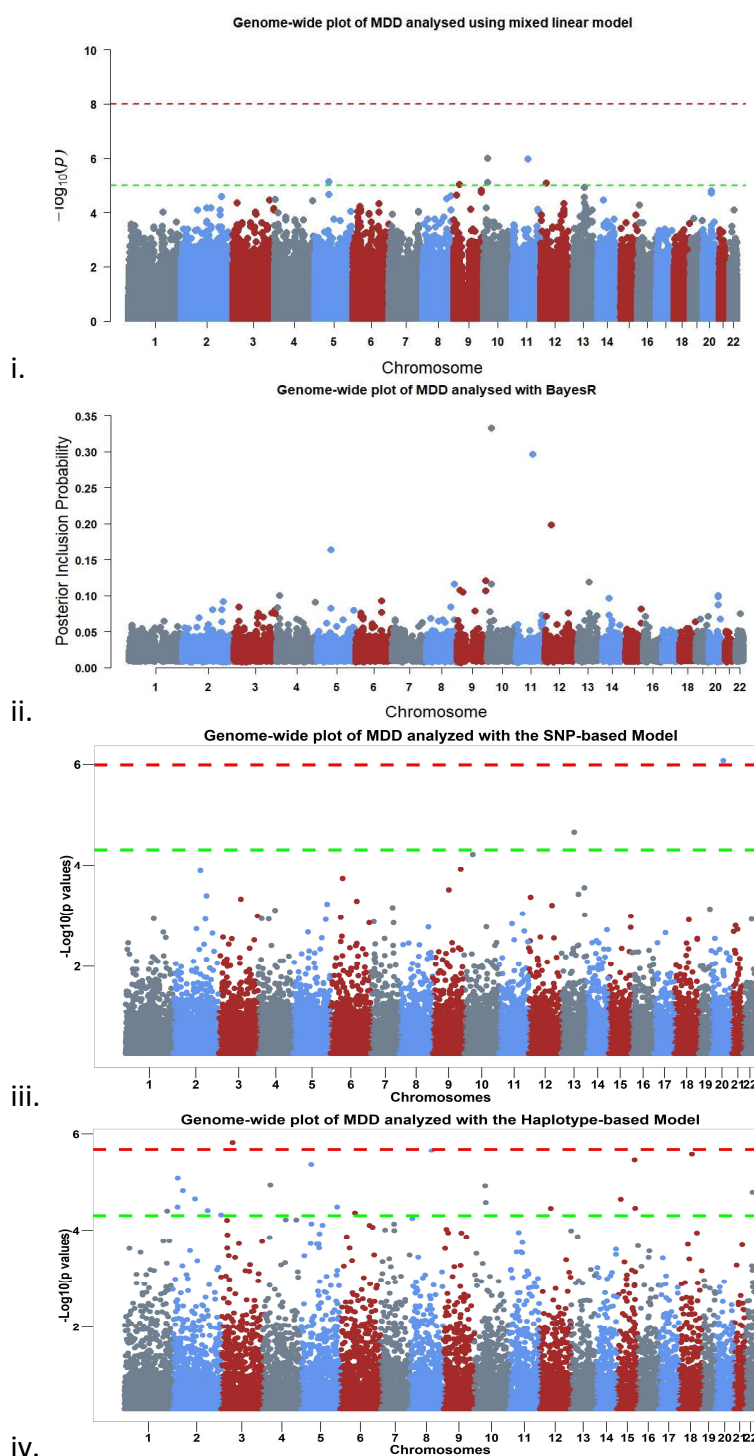 Genome-wide plot of MDD analysed using mixed linear model
10
8
6
4
2
0
−log10(p)
1 2 3 4 5 6 7 8 9 10 11 12 13 14 16 18 20 22
Chromosome
i.
Genome-wide plot of MDD analysed with BayesR
0.35
0.30
0.25
0.20
0.15
0.10
0.05
0.00
Posterior Inclusion Probability
1 2 3 4 5 6 7 8 9 10 11 12 13 14 16 18 20 22
Chromosome
ii.
Genome-wide plot of MDD analyzed with the SNP-based Model
6
4
2
-Log10(p values)
1 2 3 4 5 6 7 8 9 10 11 12 13 14 15 16 17 18 19 20 21 22
Chromosomes
iii.
Genome-wide plot of MDD analyzed with the Haplotype-based Model
6
4
2
-Log10(p values)
1 2 3 4 5 6 7 8 9 10 11 12 13 14 15 16 17 18 19 20 21 22
Chromosomes
iv.